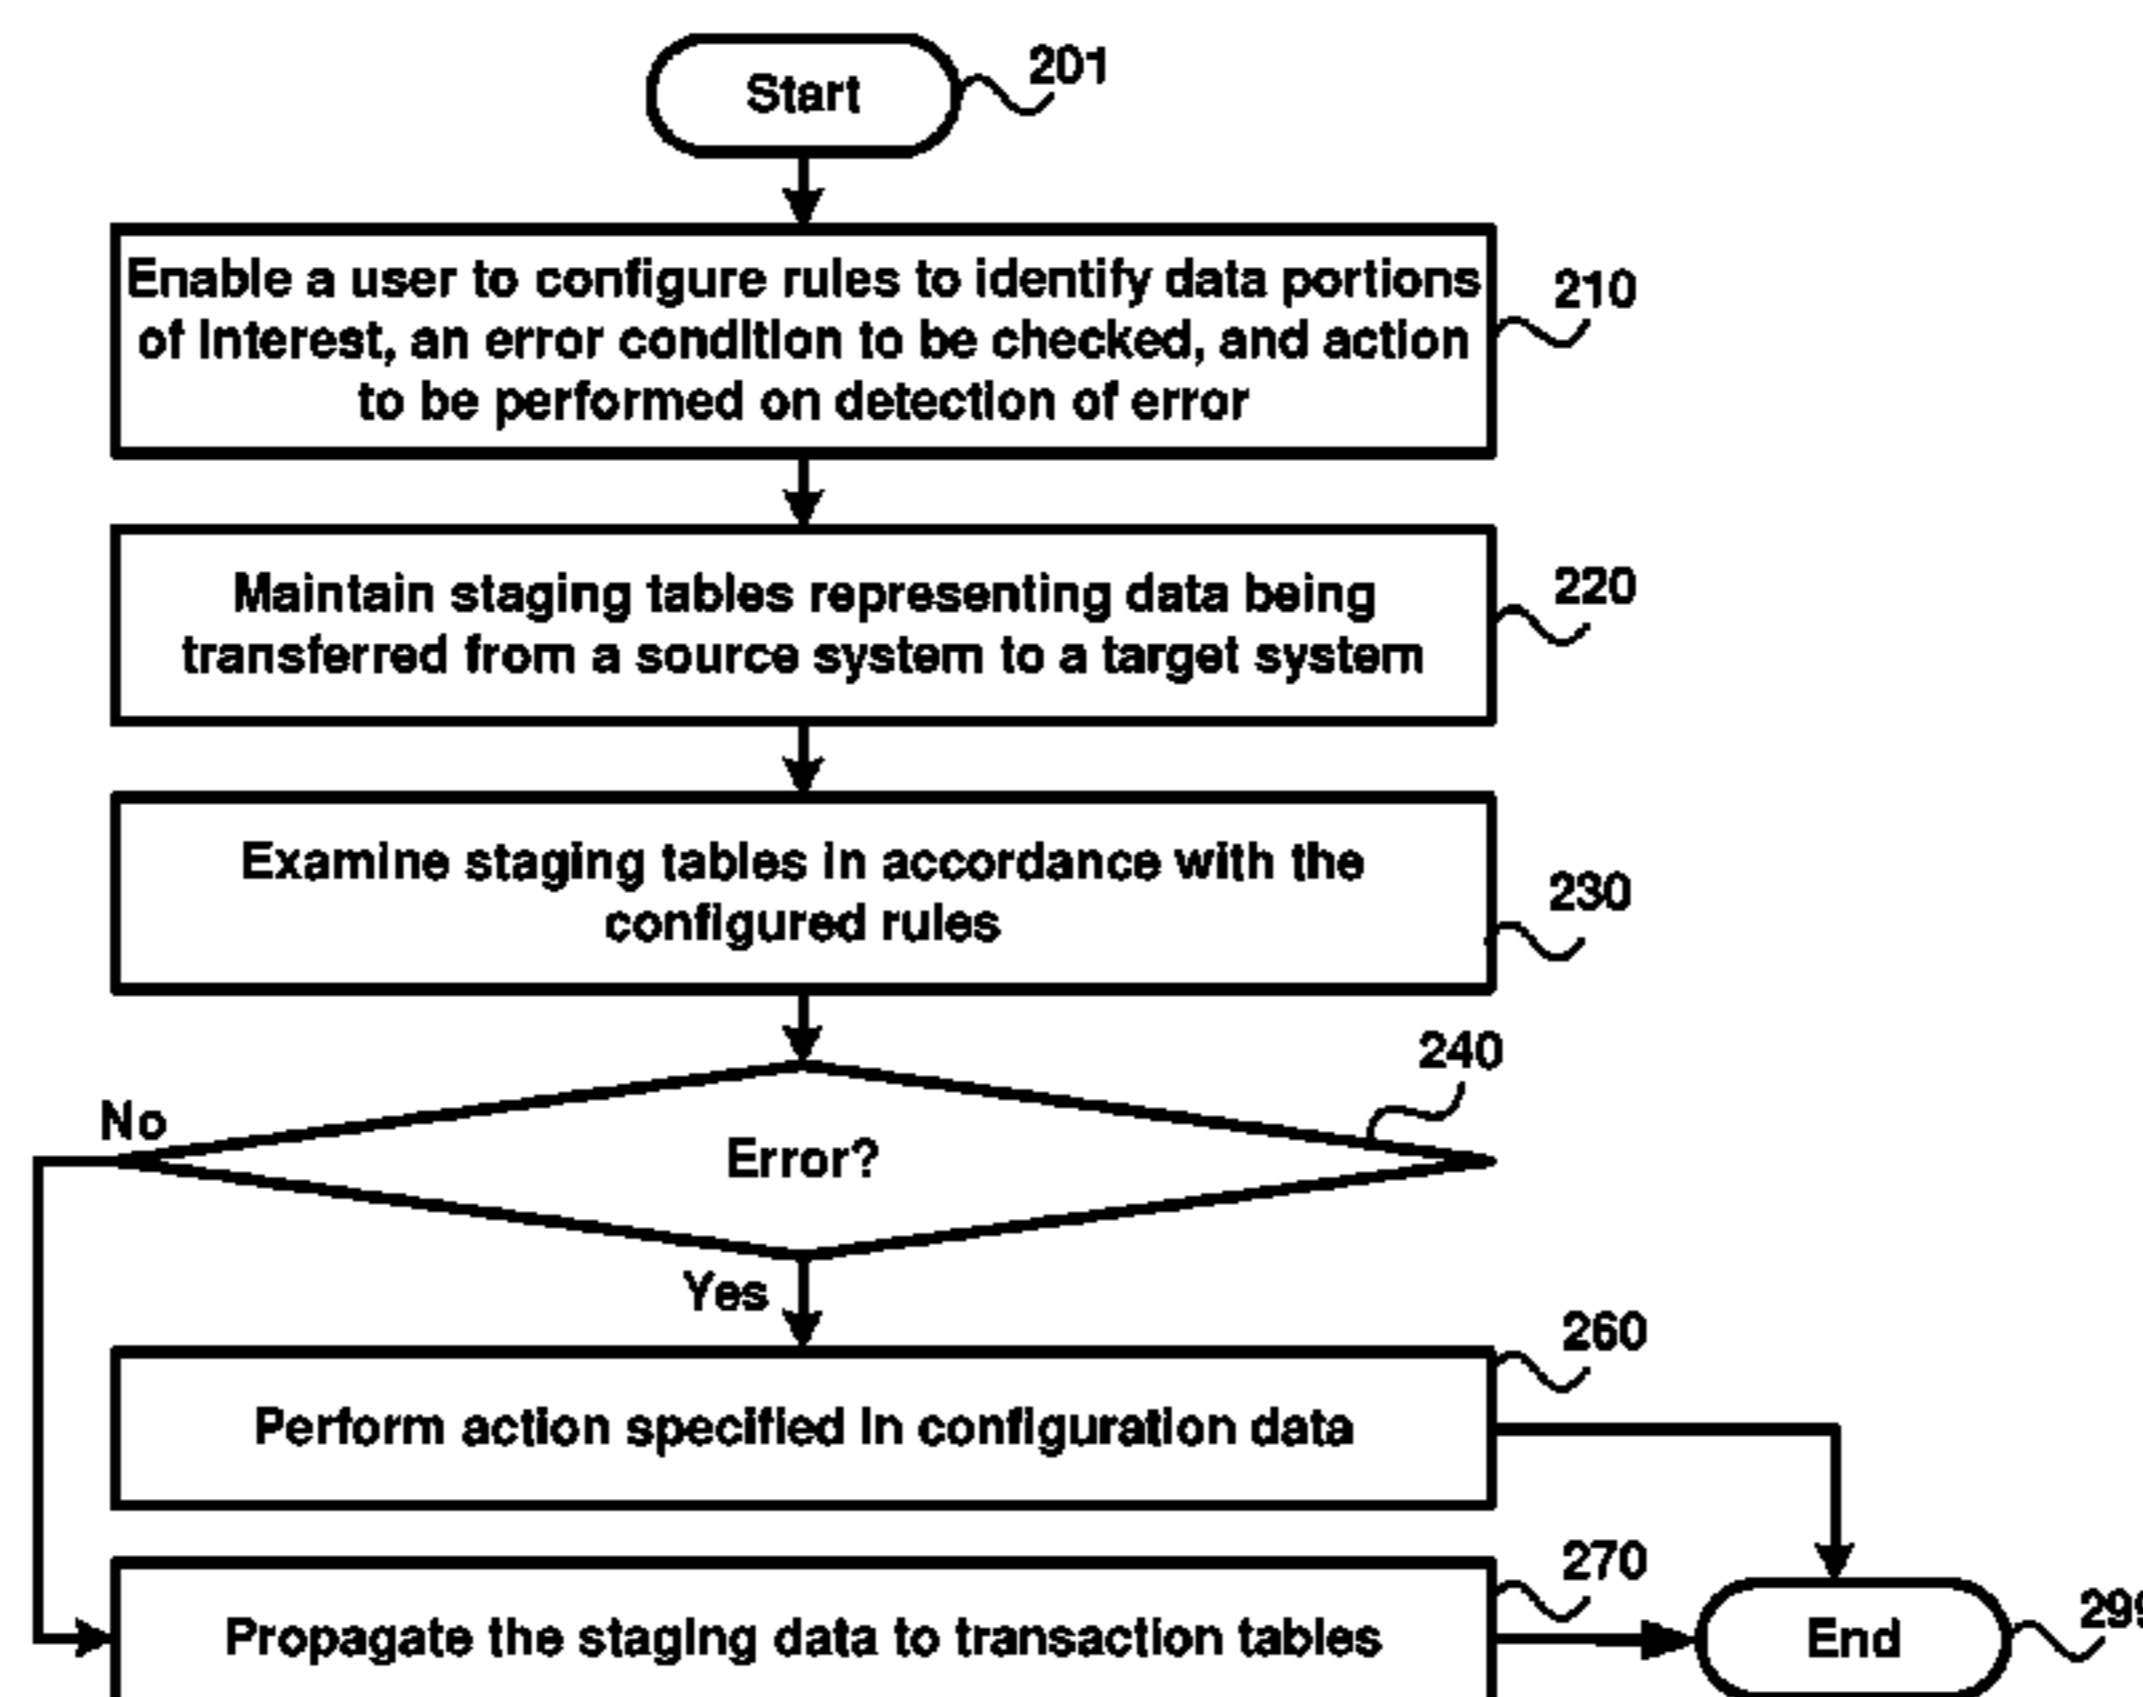 Start
201
Enable a user to configure rules to identify data portions
of interest, an error condition to be checked, and action
to be performed on detection of error
210
Maintain staging tables representing data being
transferred from a source system to a target system
220
Examine staging tables in accordance with the
configured rules
230
240
No
Error?
Yes
260
Perform action specified in configuration data
270
Propagate the staging data to transaction tables
End
299